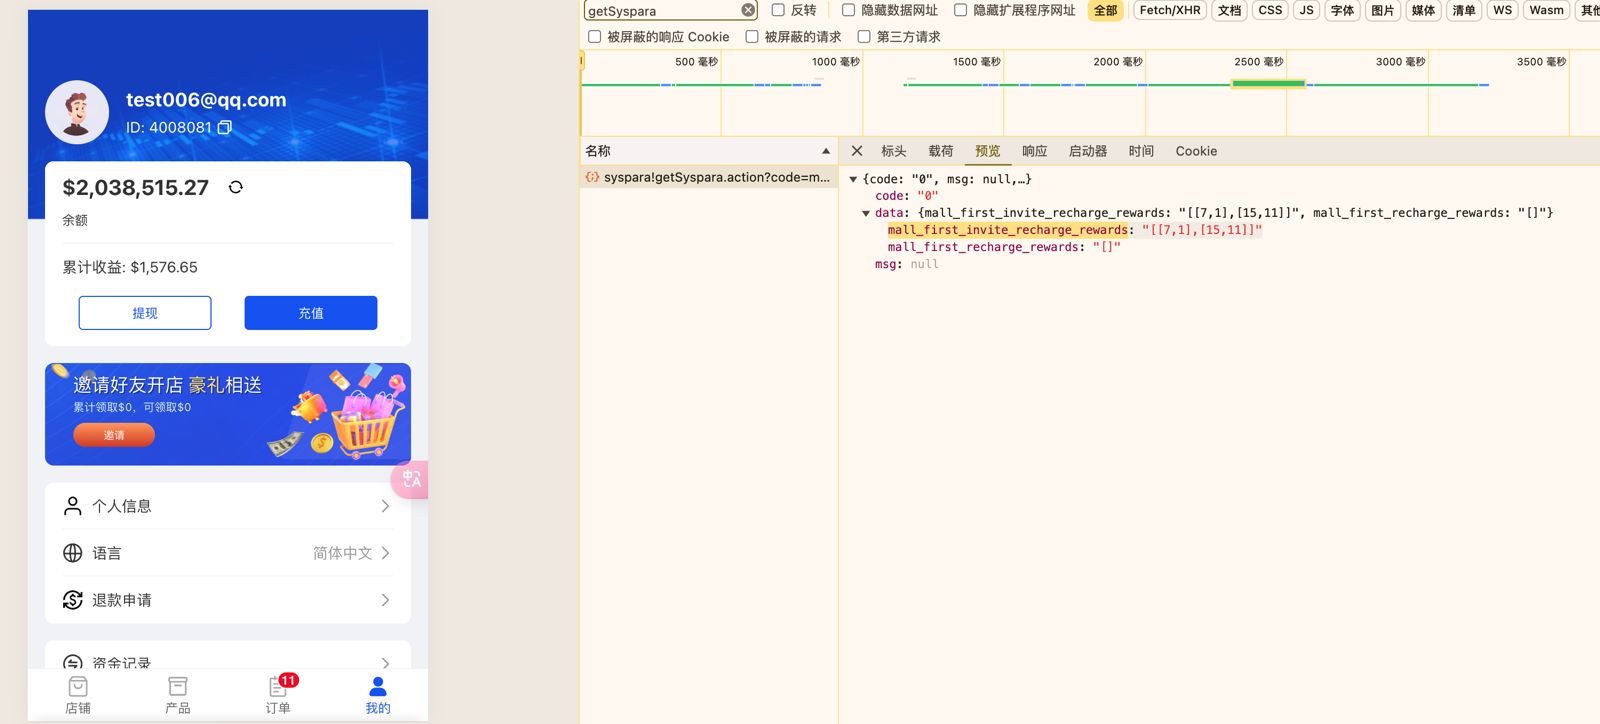 test006@qq.com
ID: 4008081
$2,038,515.27
余额
累计收益: $1,576.65
提现
充值
邀请好友开店 豪礼相送
累计领取$0，可领取$0
邀请
中A
个人信息
语言
简体中文
退款申请
资金记录
店铺
产品
11
订单
我的
getSyspara
反转
隐藏数据网址
隐藏扩展程序网址
全部
Fetch/XHR
文档
CSS
JS
字体
图片
媒体
清单
WS
Wasm
被屏蔽的响应 Cookie
被屏蔽的请求
第三方请求
500 毫秒
1000 毫秒
1500 毫秒
2000 毫秒
2500 毫秒
3000 毫秒
3500 毫秒
名称
标头
载荷
预览
响应
启动器
时间
Cookie
syspara!getSyspara.action?code=m...
{code: "0", msg: null,…}
code: "0"
data: {mall_first_invite_recharge_rewards: "[[7,1],[15,11]]", mall_first_recharge_rewards: "[]"}
mall_first_invite_recharge_rewards: "[[7,1],[15,11]]"
mall_first_recharge_rewards: "[]"
msg: null